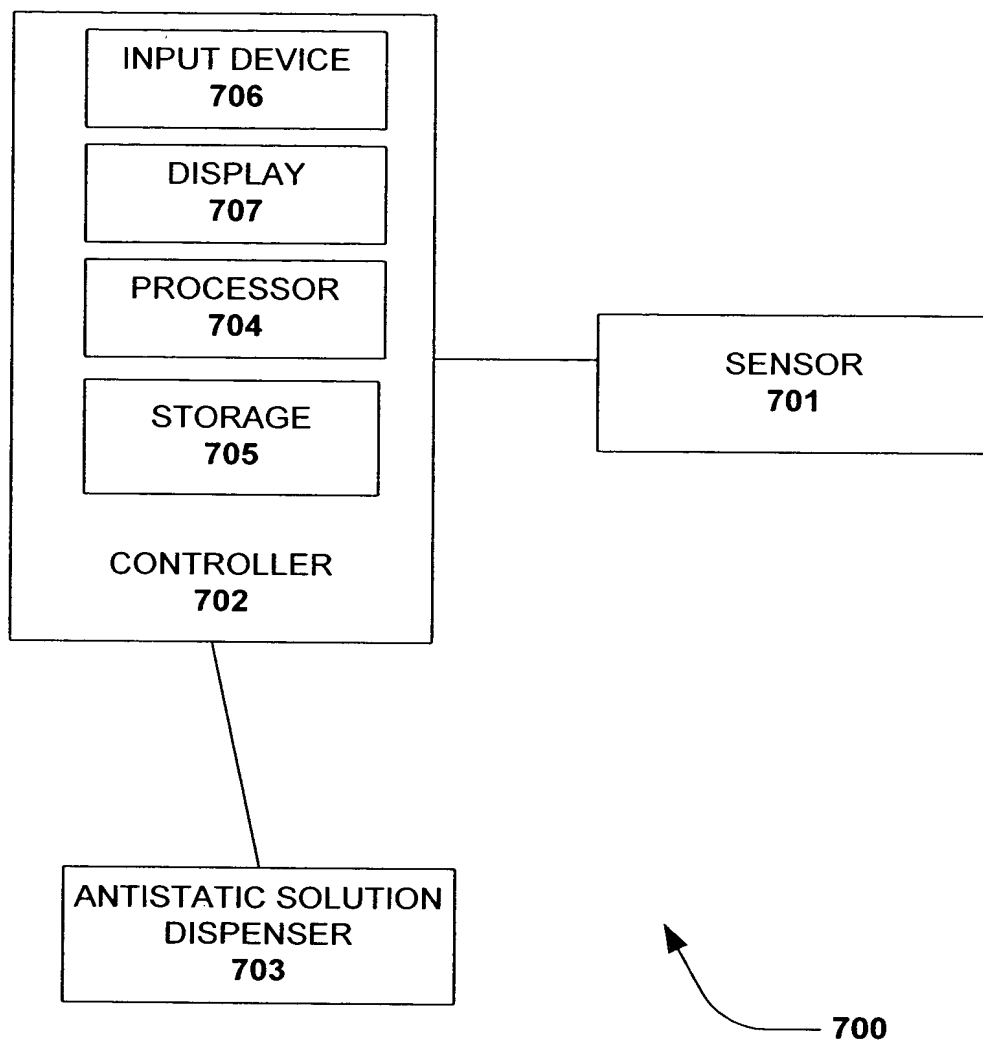 INPUT DEVICE
706
DISPLAY
707
PROCESSOR
704
STORAGE
705
CONTROLLER
702
SENSOR
701
ANTISTATIC SOLUTION
DISPENSER
703
700